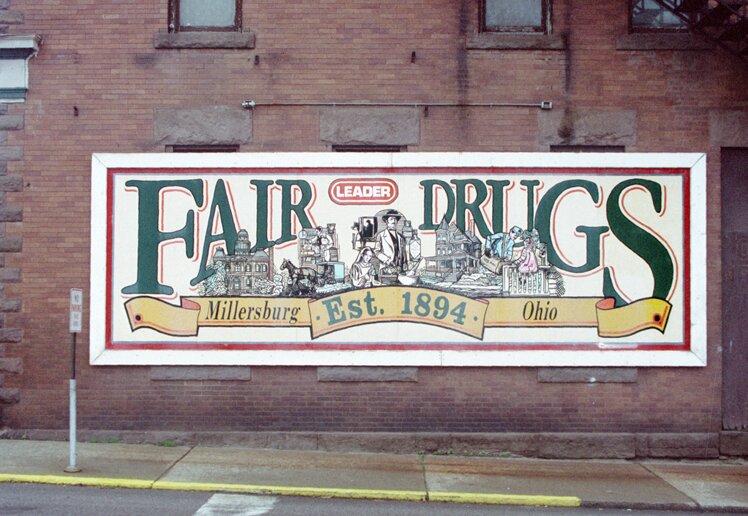 FAIR LEADER DRUGS
Millersburg · Est. 1894 · Ohio